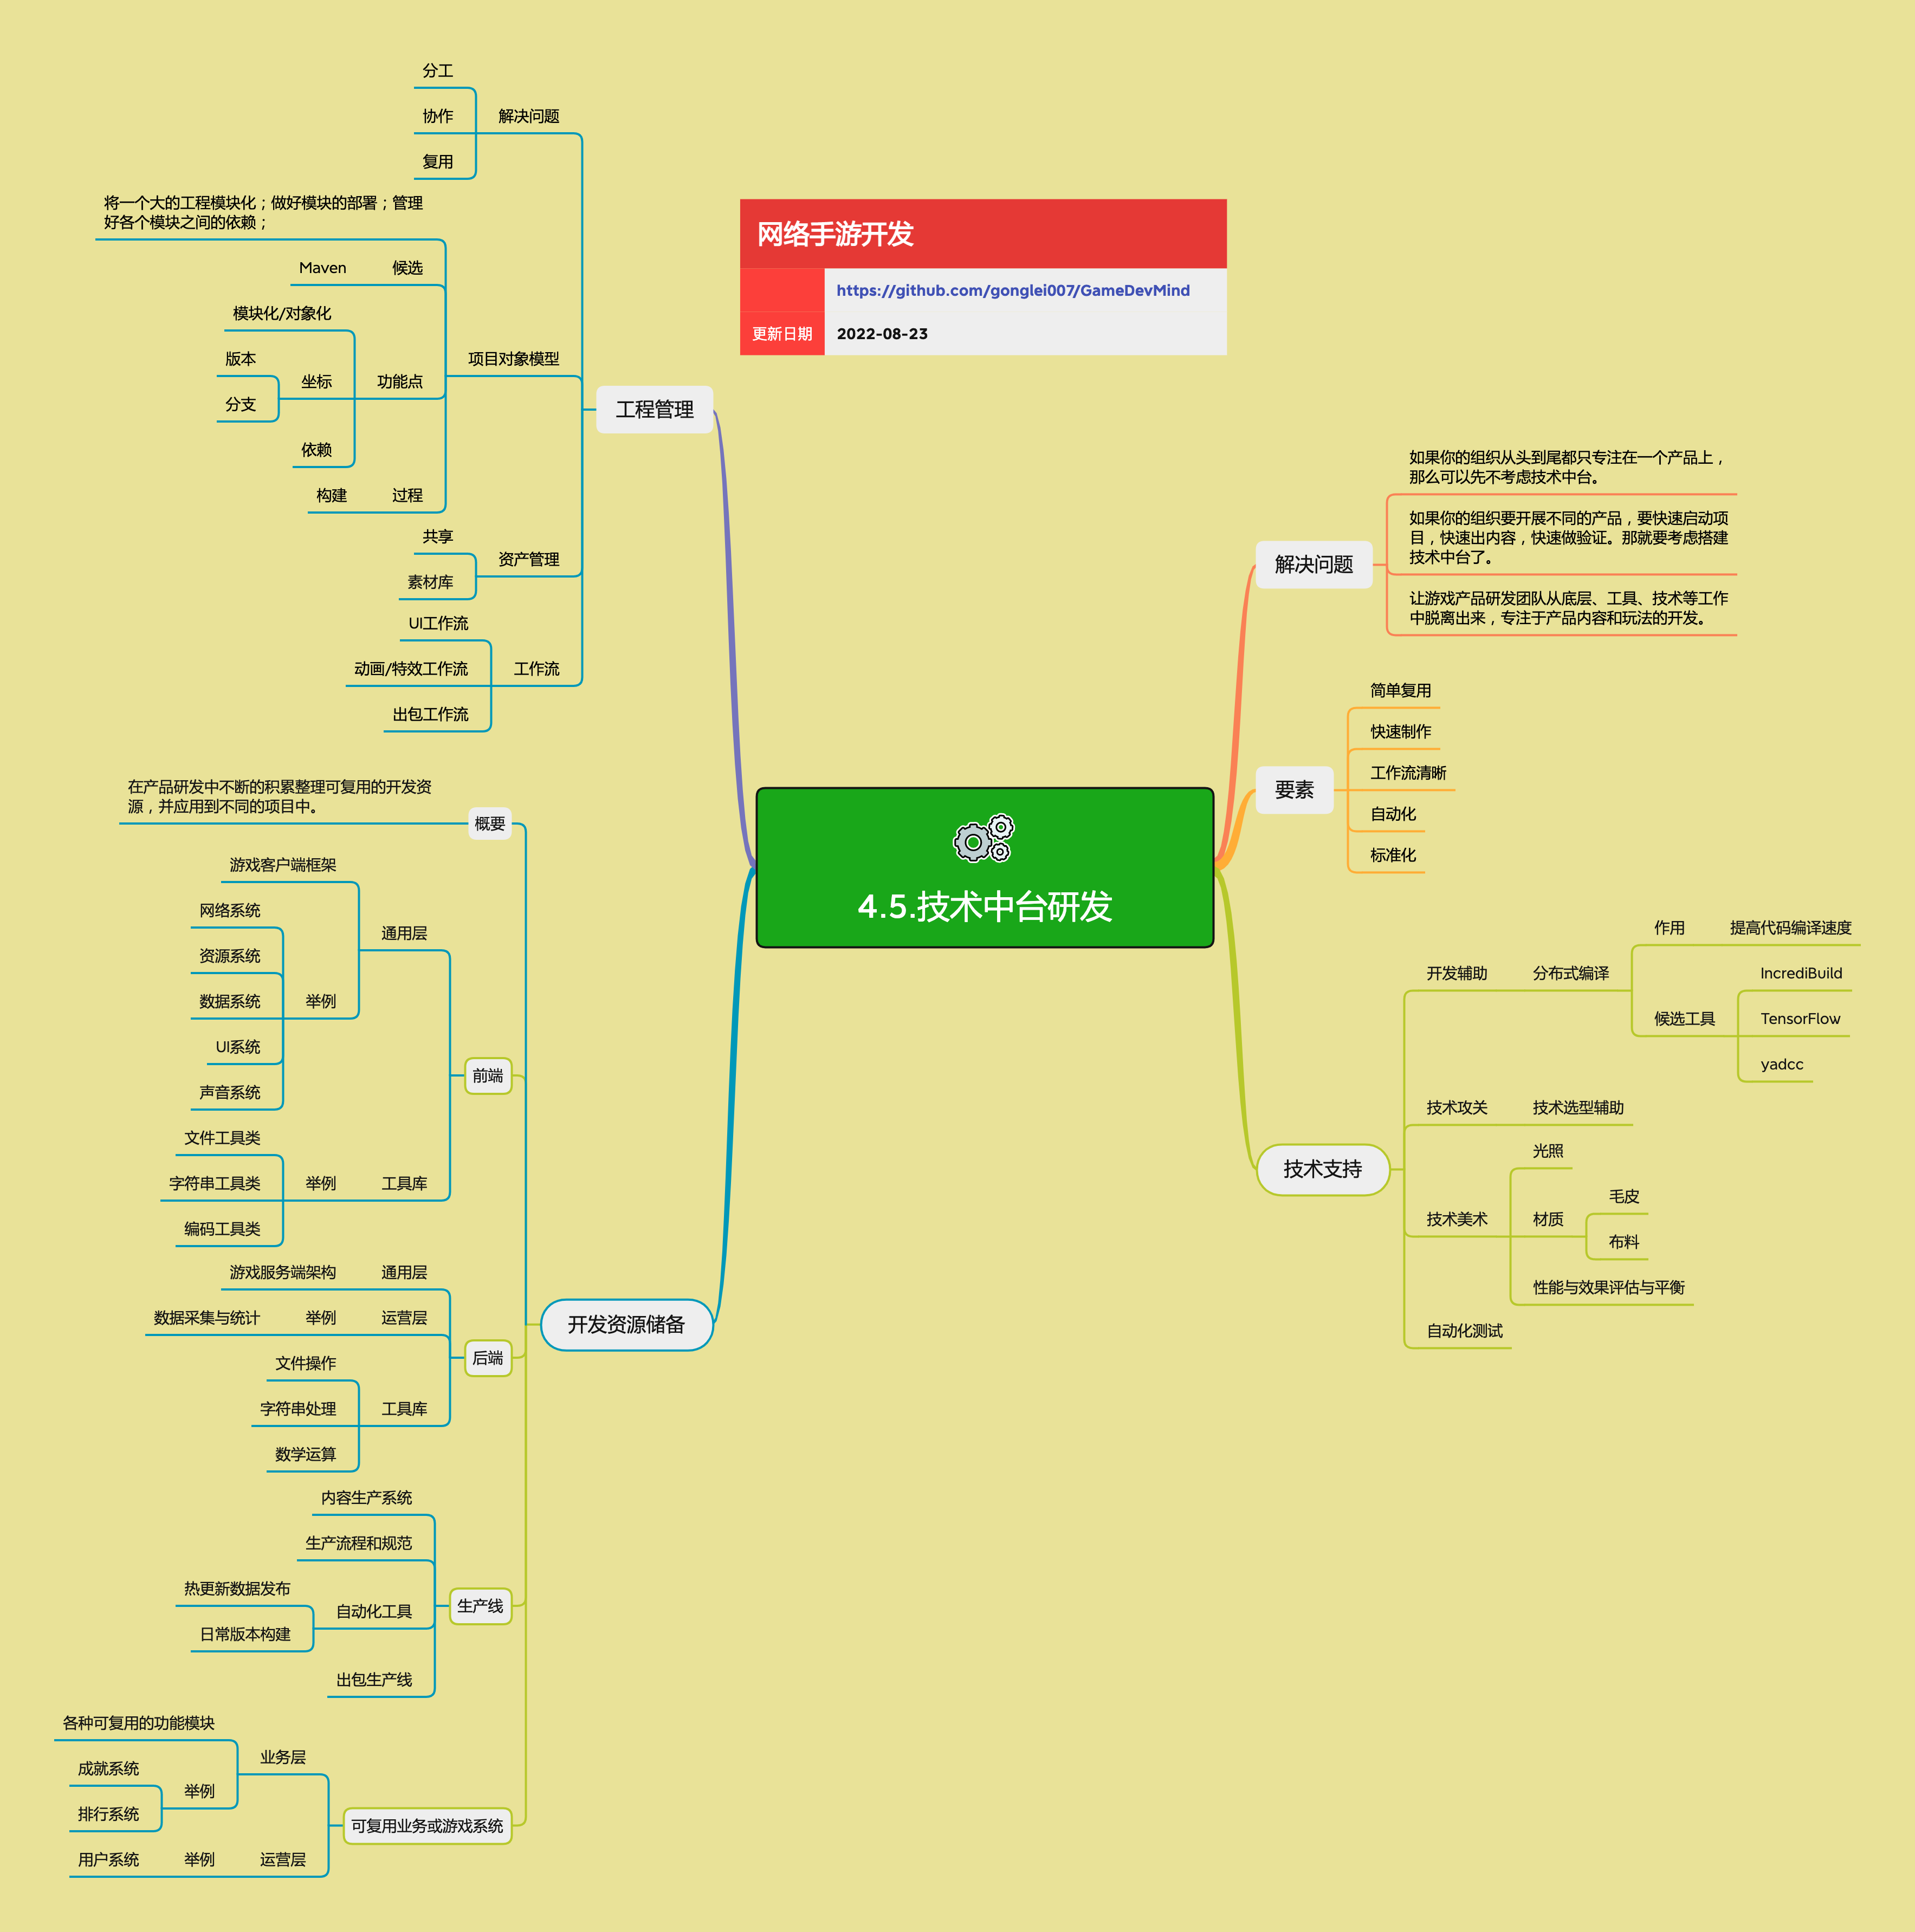 网络手游开发
https://github.com/gonglei007/GameDevMind
更新日期
2022-08-23
4.5.技术中台研发
解决问题
如果你的组织从头到尾都只专注在一个产品上，
那么可以先不考虑技术中台。
如果你的组织要开展不同的产品，要快速启动项
目，快速出内容，快速做验证。那就要考虑搭建
技术中台了。
让游戏产品研发团队从底层、工具、技术等工作
中脱离出来，专注于产品内容和玩法的开发。
要素
简单复用
快速制作
工作流清晰
自动化
标准化
技术支持
开发辅助
分布式编译
作用
提高代码编译速度
候选工具
IncrediBuild
TensorFlow
yadcc
技术攻关
技术选型辅助
技术美术
光照
材质
毛皮
布料
性能与效果评估与平衡
自动化测试
工程管理
解决问题
分工
协作
复用
项目对象模型
将一个大的工程模块化；做好模块的部署；管理
好各个模块之间的依赖；
候选
Maven
功能点
模块化/对象化
坐标
版本
分支
依赖
过程
构建
资产管理
共享
素材库
工作流
UI工作流
动画/特效工作流
出包工作流
开发资源储备
概要
在产品研发中不断的积累整理可复用的开发资
源，并应用到不同的项目中。
前端
通用层
游戏客户端框架
举例
网络系统
资源系统
数据系统
UI系统
声音系统
工具库
举例
文件工具类
字符串工具类
编码工具类
后端
通用层
游戏服务端架构
运营层
举例
数据采集与统计
工具库
文件操作
字符串处理
数学运算
生产线
内容生产系统
生产流程和规范
自动化工具
热更新数据发布
日常版本构建
出包生产线
可复用业务或游戏系统
业务层
各种可复用的功能模块
举例
成就系统
排行系统
运营层
举例
用户系统